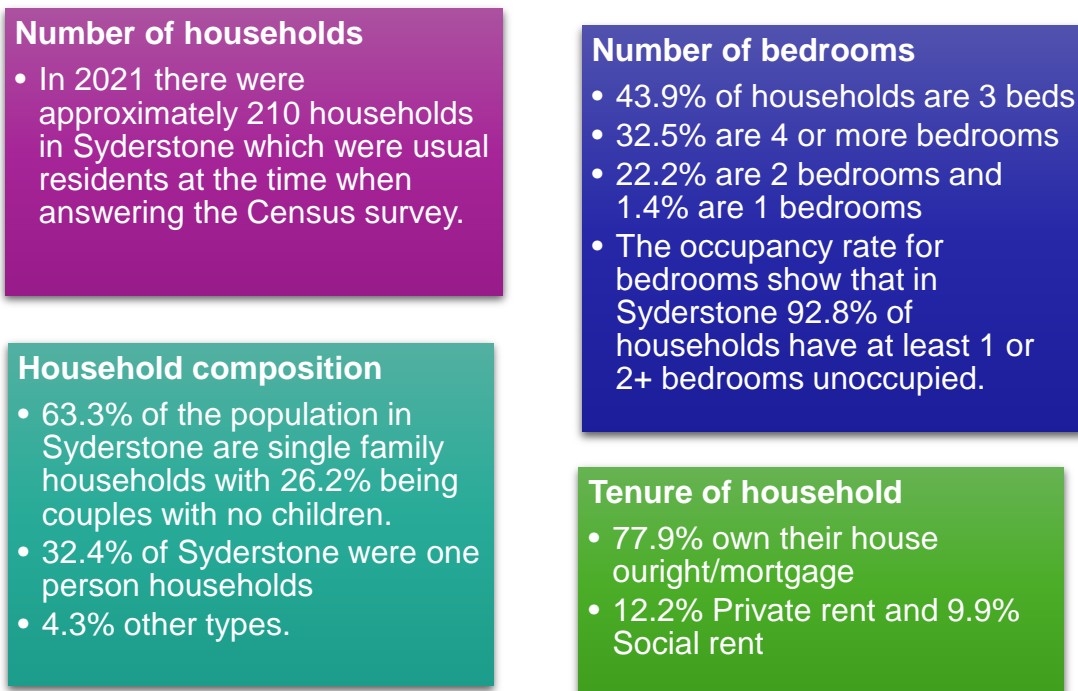 Number of households
• In 2021 there were
approximately 210 households
in Syderstone which were usual
residents at the time when
answering the Census survey.
Number of bedrooms
• 43.9% of households are 3 beds
• 32.5% are 4 or more bedrooms
• 22.2% are 2 bedrooms and
1.4% are 1 bedrooms
• The occupancy rate for
bedrooms show that in
Syderstone 92.8% of
households have at least 1 or
2+ bedrooms unoccupied.
Household composition
• 63.3% of the population in
Syderstone are single family
households with 26.2% being
couples with no children.
• 32.4% of Syderstone were one
person households
• 4.3% other types.
Tenure of household
• 77.9% own their house
ouright/mortgage
• 12.2% Private rent and 9.9%
Social rent